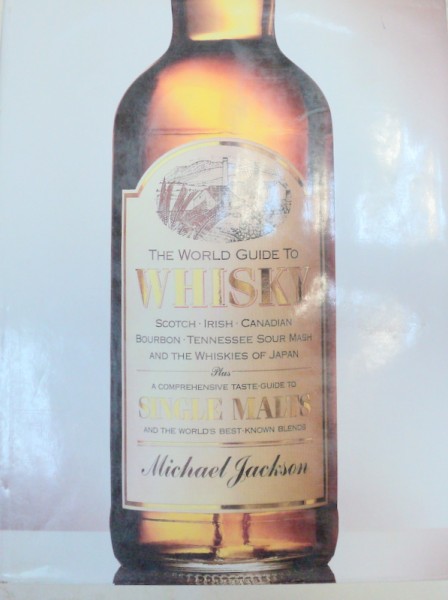 THE WORLD GUIDE TO
WHISKY
SCOTCH · IRISH · CANADIAN
BOURBON · TENNESSEE SOUR MASH
AND THE WHISKIES OF JAPAN
Plus
A COMPREHENSIVE TASTE-GUIDE TO
SINGLE MALTS
AND THE WORLD'S BEST-KNOWN BLENDS
Michael Jackson